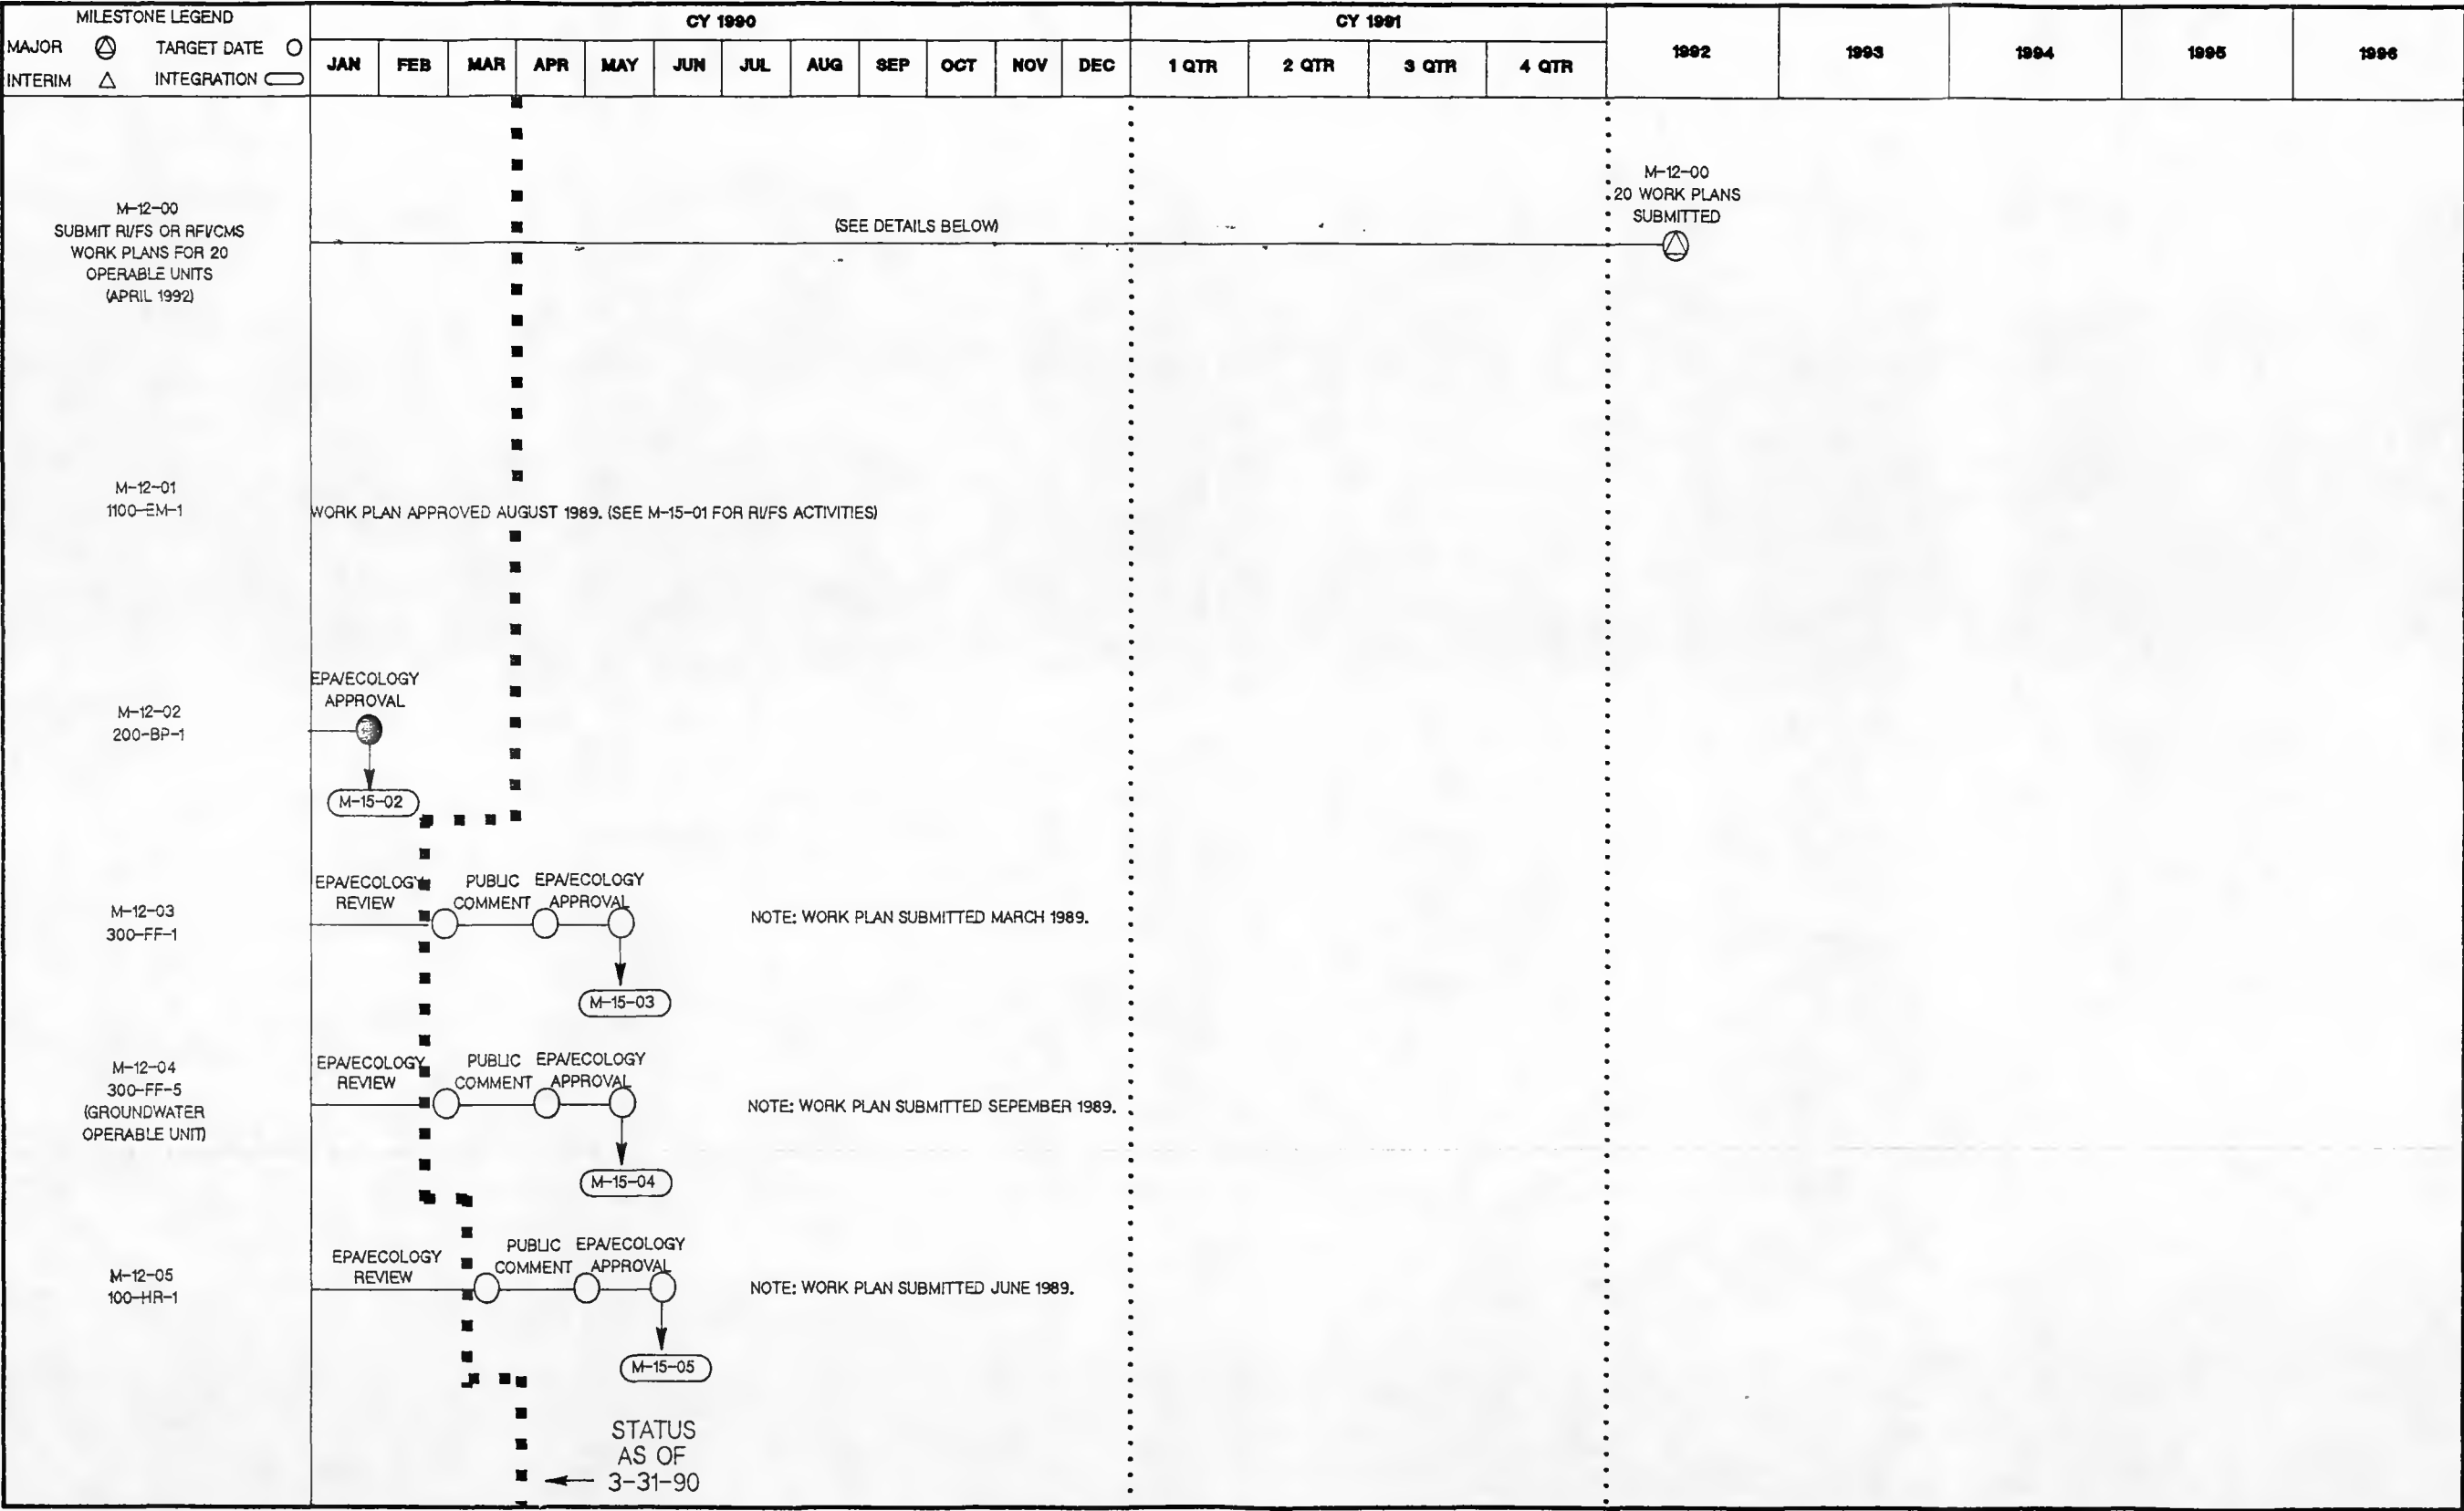 MILESTONE LEGEND
MAJOR TARGET DATE
INTERIM INTEGRATION
CY 1990
JAN FEB MAR APR MAY JUN JUL AUG SEP OCT NOV DEC
CY 1991
1 QTR 2 QTR 3 QTR 4 QTR
1992 1993 1994 1995 1996
M-12-00
SUBMIT RI/FS OR RFI/CMS
WORK PLANS FOR 20
OPERABLE UNITS
(APRIL 1992)
(SEE DETAILS BELOW)
M-12-00
20 WORK PLANS
SUBMITTED
M-12-01
1100-EM-1
WORK PLAN APPROVED AUGUST 1989. (SEE M-15-01 FOR RI/FS ACTIVITIES)
M-12-02
200-BP-1
EPA/ECOLOGY
APPROVAL
M-15-02
M-12-03
300-FF-1
EPA/ECOLOGY
REVIEW
PUBLIC
COMMENT
EPA/ECOLOGY
APPROVAL
M-15-03
NOTE: WORK PLAN SUBMITTED MARCH 1989.
M-12-04
300-FF-5
(GROUNDWATER
OPERABLE UNIT)
EPA/ECOLOGY
REVIEW
PUBLIC
COMMENT
EPA/ECOLOGY
APPROVAL
M-15-04
NOTE: WORK PLAN SUBMITTED SEPEMBER 1989.
M-12-05
100-HR-1
EPA/ECOLOGY
REVIEW
PUBLIC
COMMENT
EPA/ECOLOGY
APPROVAL
M-15-05
NOTE: WORK PLAN SUBMITTED JUNE 1989.
STATUS
AS OF
3-31-90